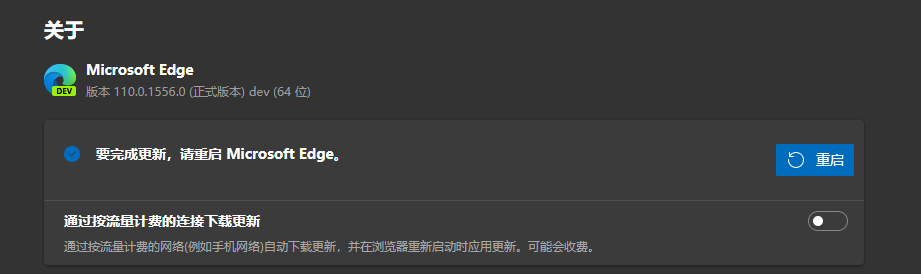 关于
Microsoft Edge
DEV
版本 110.0.1556.0 (正式版本) dev (64 位)
要完成更新，请重启 Microsoft Edge。
重启
通过按流量计费的连接下载更新
通过按流量计费的网络(例如手机网络)自动下载更新，并在浏览器重新启动时应用更新。可能会收费。